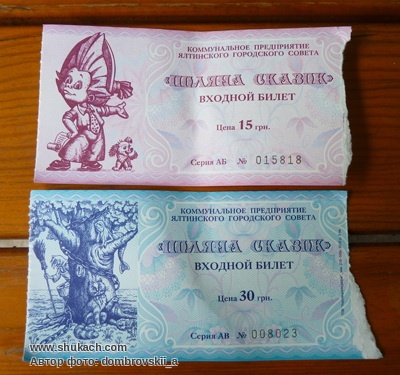 КОММУНАЛЬНОЕ ПРЕДПРИЯТИЕ
ЯЛТИНСКОГО ГОРОДСКОГО СОВЕТА
«ПОЛЯНА СКАЗОК»
ВХОДНОЙ БИЛЕТ
Цена 15 грн.
Серия АБ № 015818
КОММУНАЛЬНОЕ ПРЕДПРИЯТИЕ
ЯЛТИНСКОГО ГОРОДСКОГО СОВЕТА
«ПОЛЯНА СКАЗОК»
ВХОДНОЙ БИЛЕТ
Цена 30 грн.
Серия АВ № 008023
www.shukach.com
Автор фото: dombrovskii_a